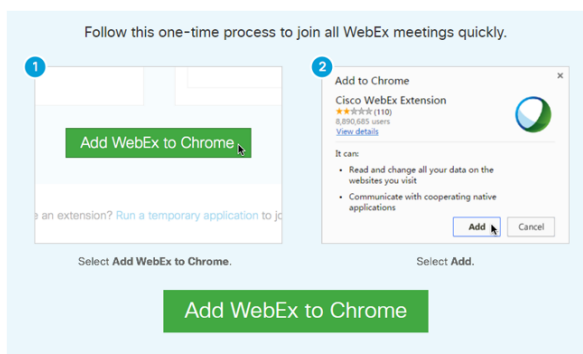 Follow this one-time process to join all WebEx meetings quickly.
1
Add WebEx to Chrome
e an extension? Run a temporary application to jo
Select Add WebEx to Chrome.
2
Add to Chrome
×
Cisco WebEx Extension
(110)
8,890,685 users
View details
It can:
• Read and change all your data on the
websites you visit
• Communicate with cooperating native
applications
Add
Cancel
Select Add.
Add WebEx to Chrome